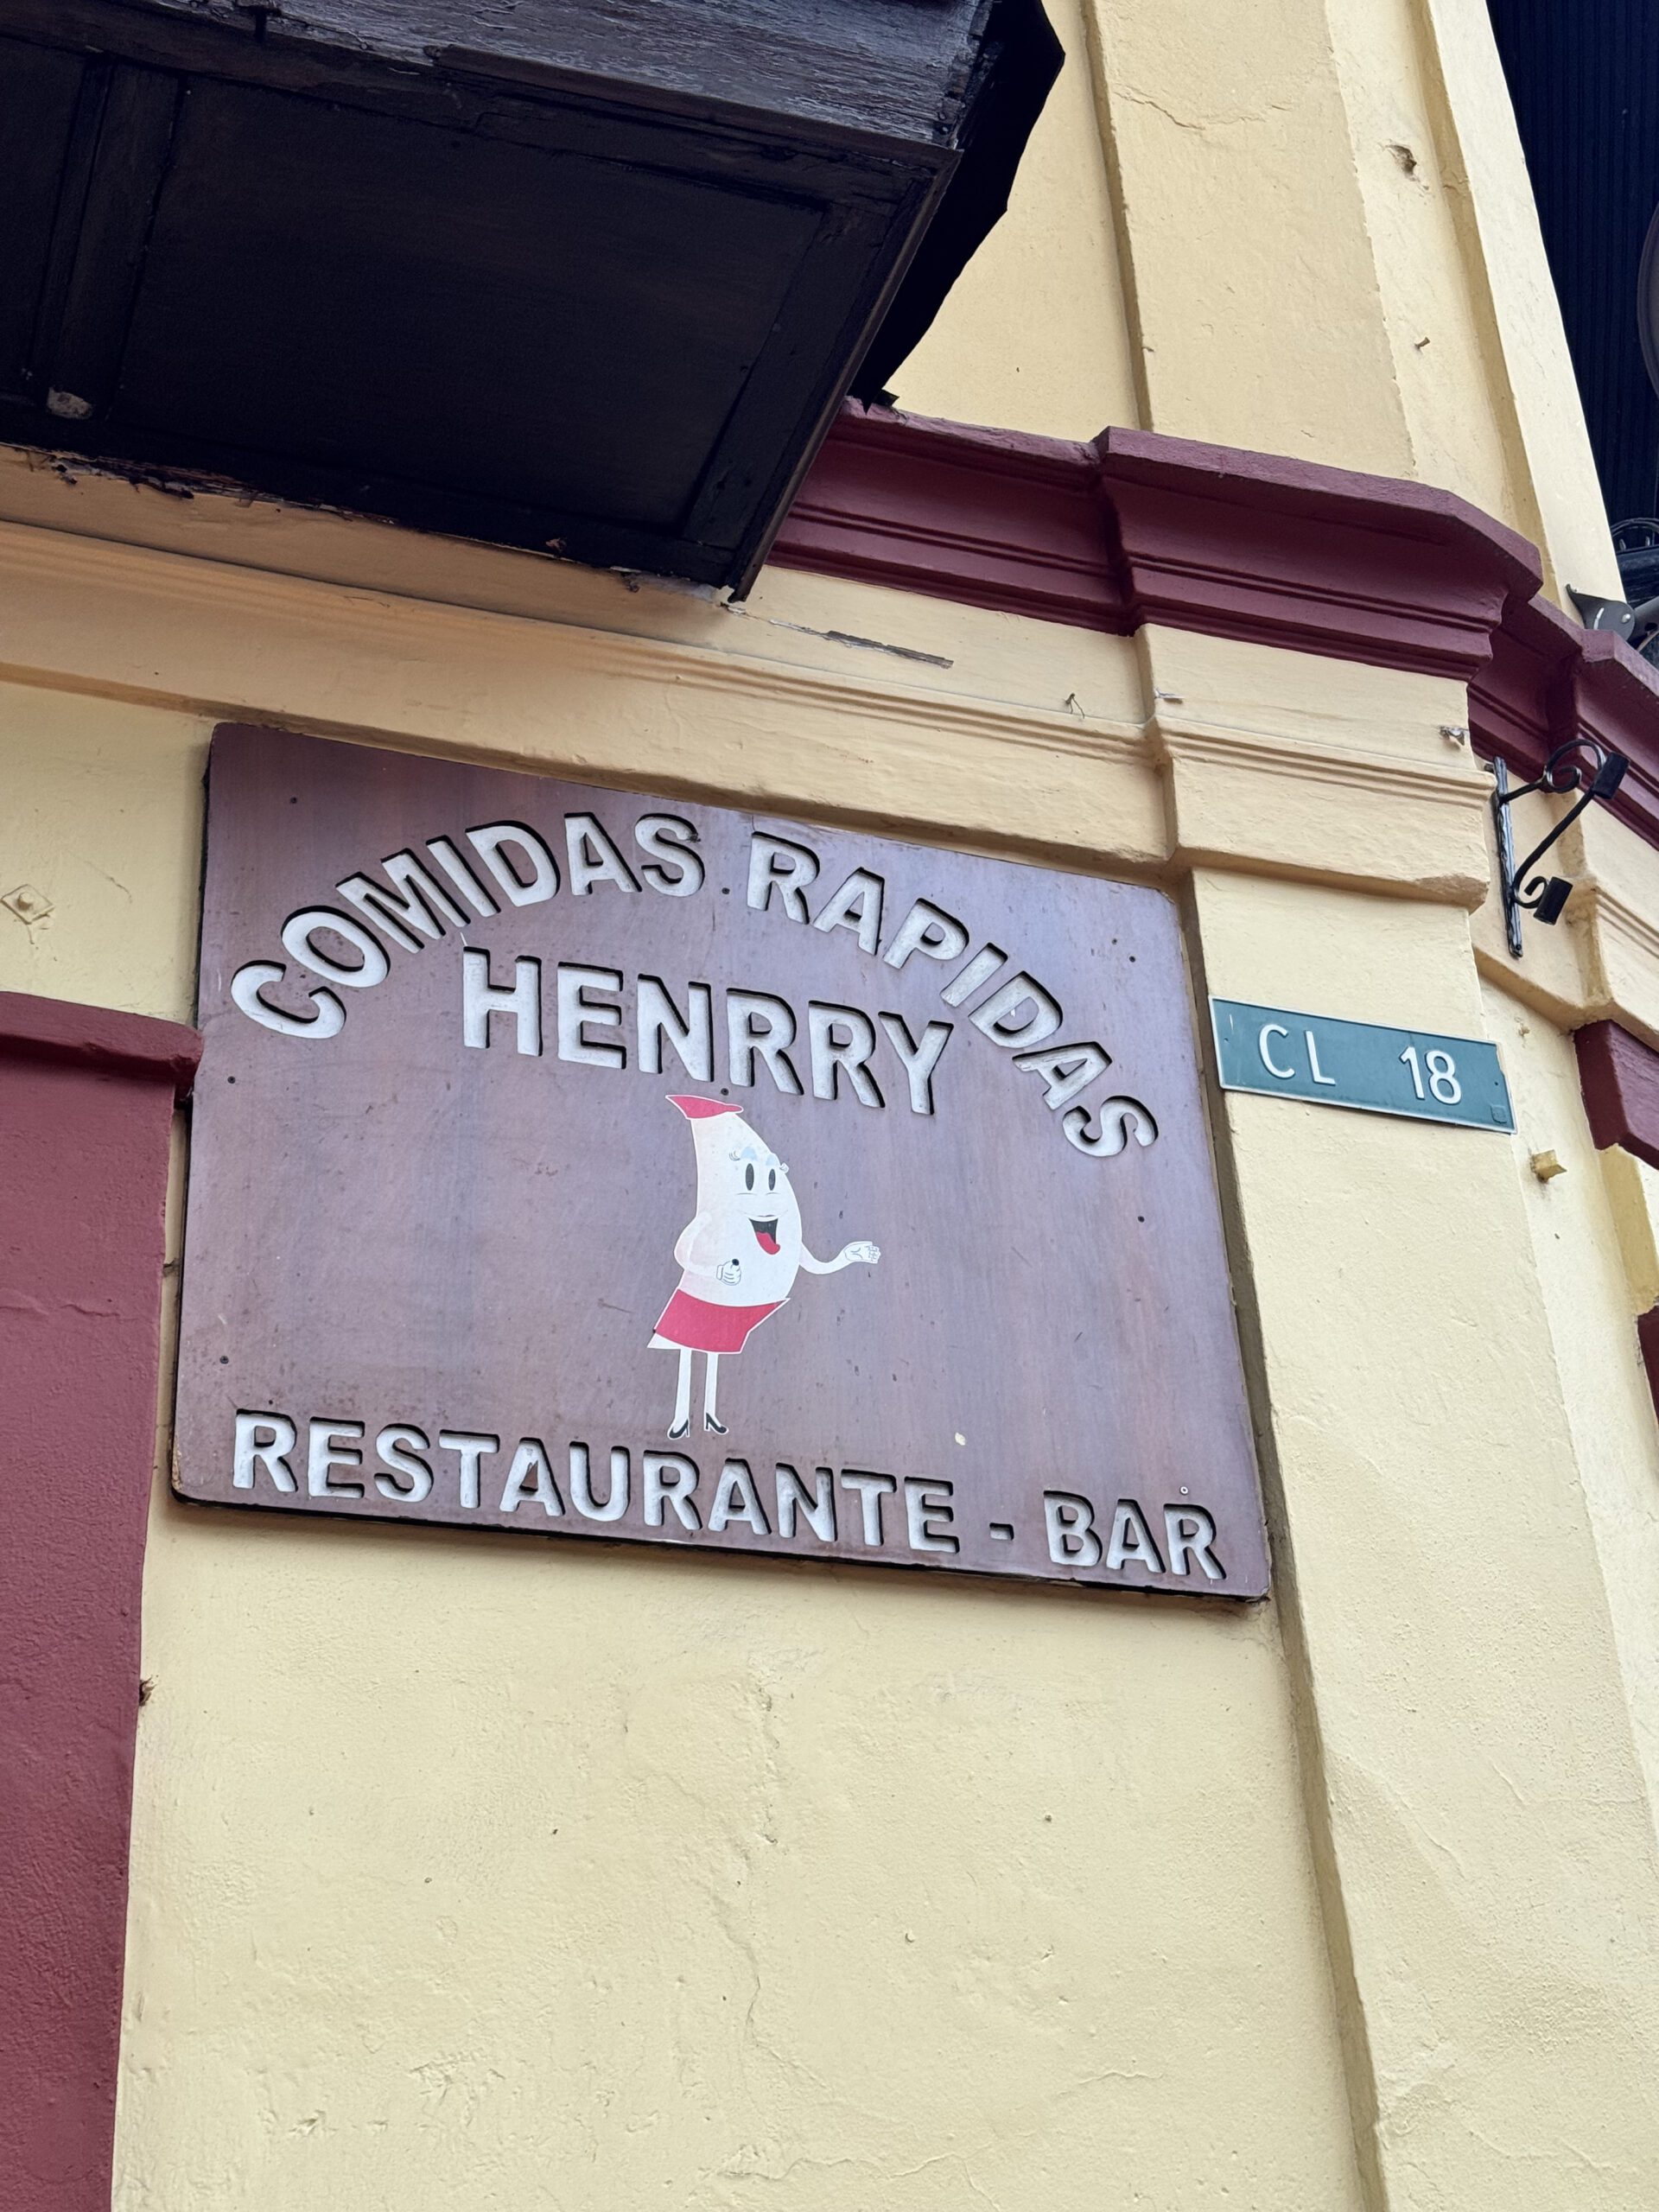 COMIDAS RAPIDAS
HENRRY
CL 18
RESTAURANTE - BAR